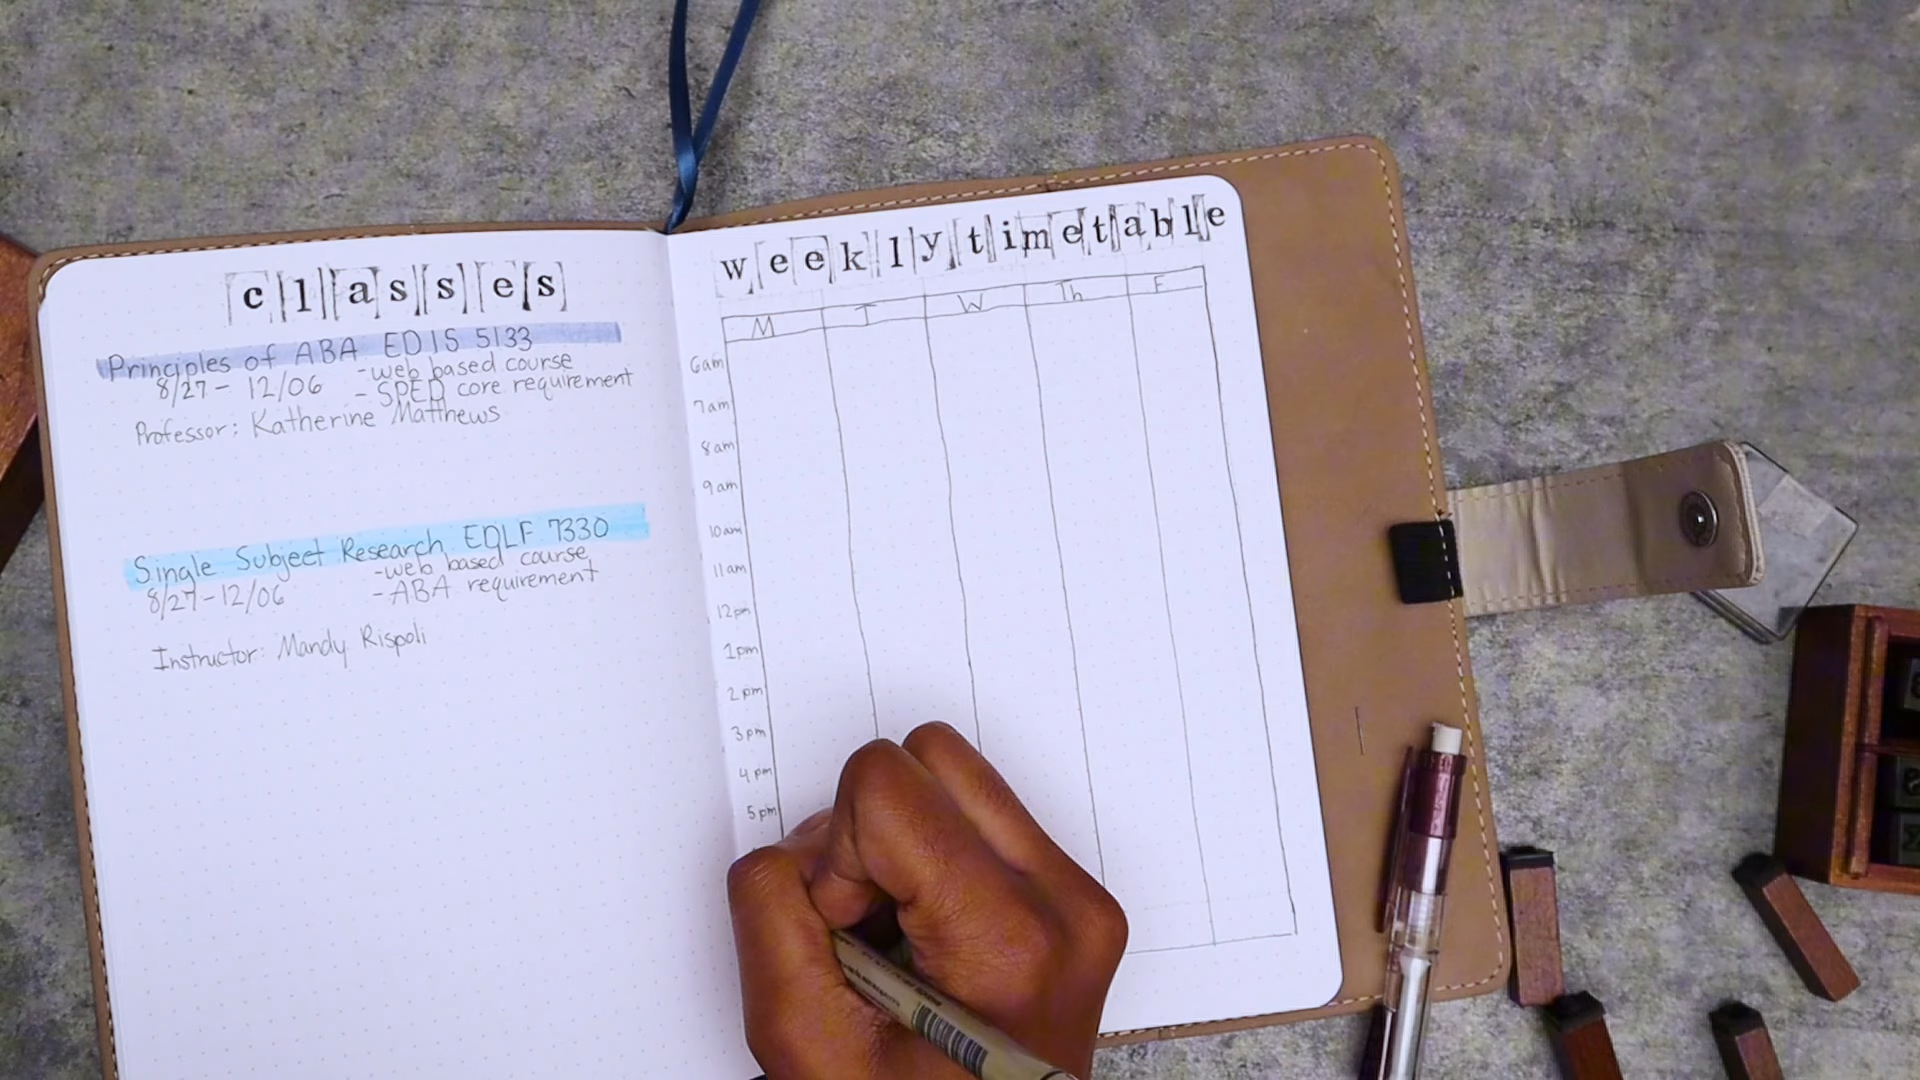 classes
Principles of ABA EDIS 5133
-web based course
8/27 - 12/06 - SPED core requirement
Professor: Katherine Matthews
Single Subject Research EDLF 7330
-web based course
8/27-12/06 -ABA requirement
Instructor: Mandy Rispoli
weekly timetable
M T W Th F
6am
7am
8am
9am
10am
11am
12pm
1pm
2pm
3pm
4pm
5pm